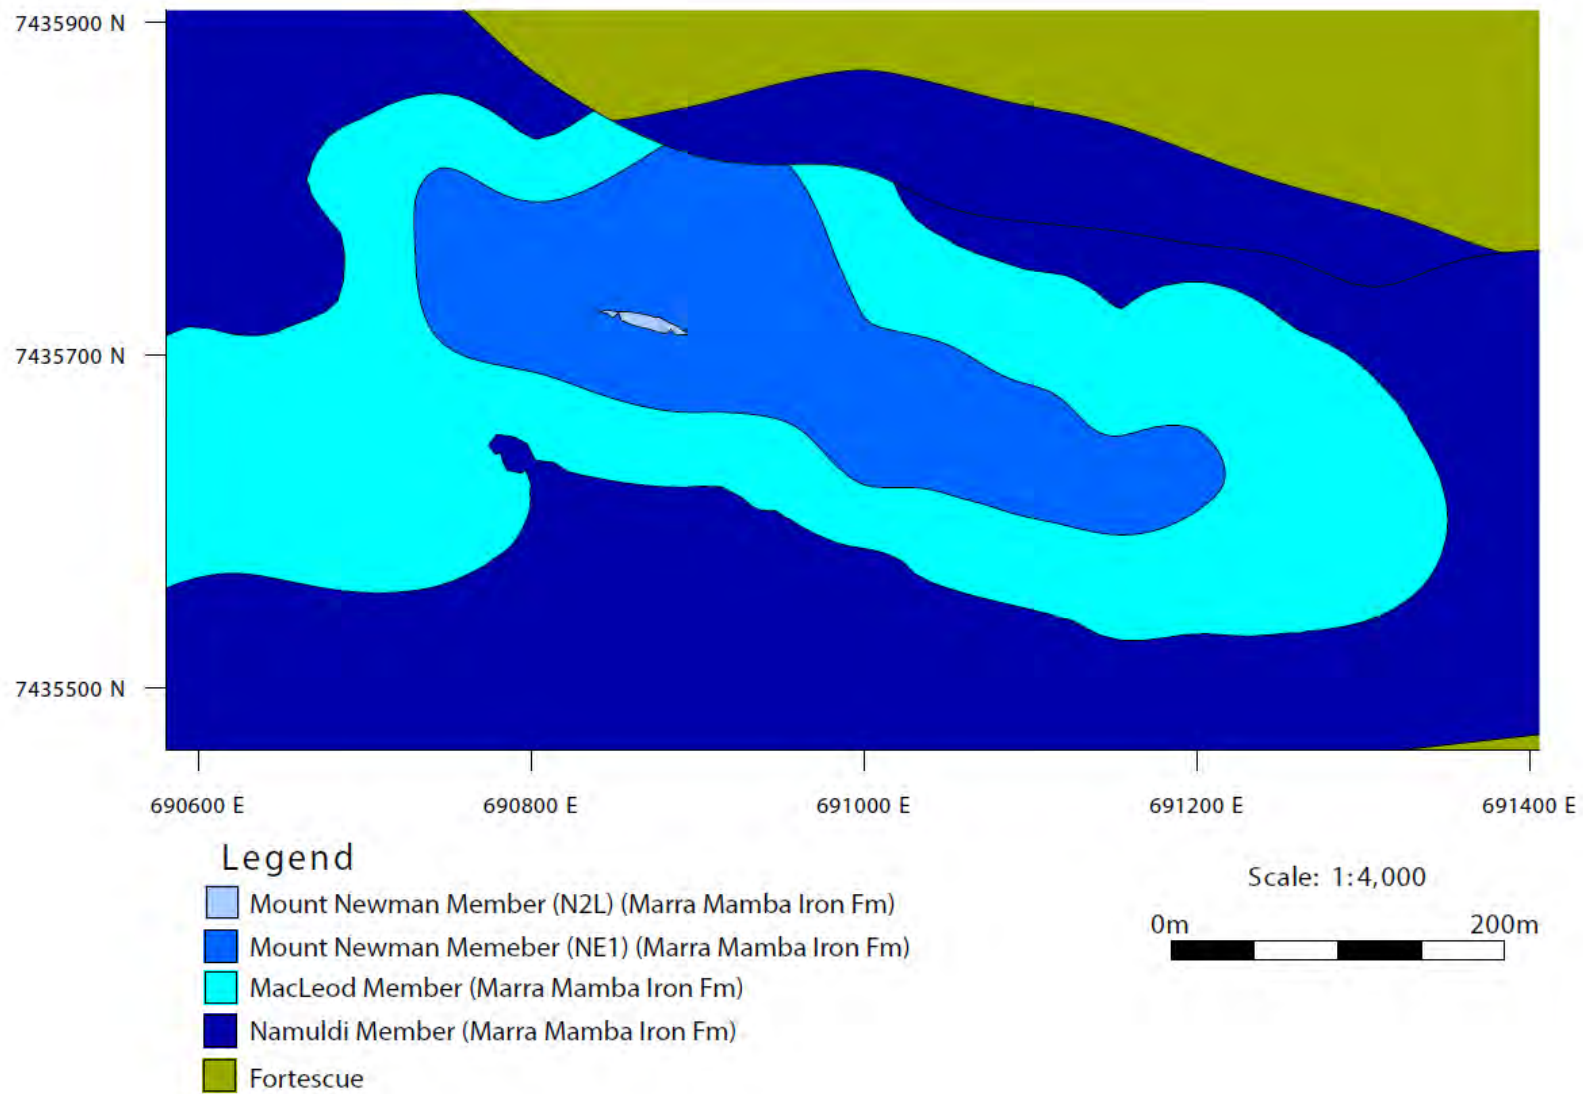 7435900 N
7435700 N
7435500 N
690600 E
690800 E
691000 E
691200 E
691400 E
Legend
Mount Newman Member (N2L) (Marra Mamba Iron Fm)
Mount Newman Memeber (NE1) (Marra Mamba Iron Fm)
MacLeod Member (Marra Mamba Iron Fm)
Namuldi Member (Marra Mamba Iron Fm)
Fortescue
Scale: 1:4,000
0m
200m